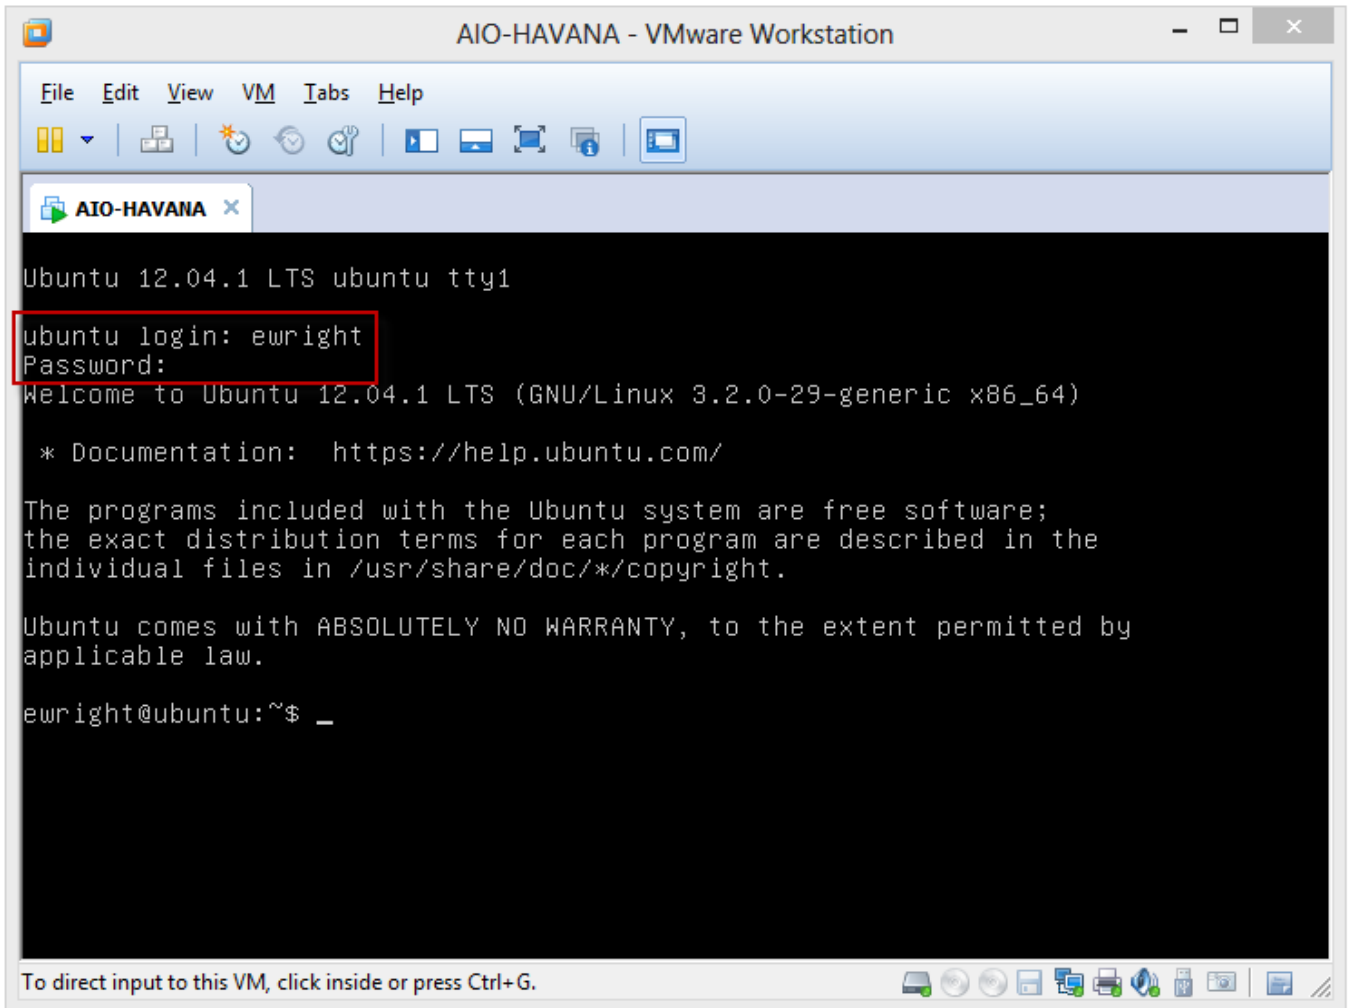 AIO-HAVANA - VMware Workstation
File Edit View VM Tabs Help
AIO-HAVANA
Ubuntu 12.04.1 LTS ubuntu tty1
ubuntu login: ewright
Password:
Welcome to Ubuntu 12.04.1 LTS (GNU/Linux 3.2.0-29-generic x86_64)
* Documentation: https://help.ubuntu.com/
The programs included with the Ubuntu system are free software;
the exact distribution terms for each program are described in the
individual files in /usr/share/doc/*/copyright.
Ubuntu comes with ABSOLUTELY NO WARRANTY, to the extent permitted by
applicable law.
ewright@ubuntu:~$ _
To direct input to this VM, click inside or press Ctrl+G.